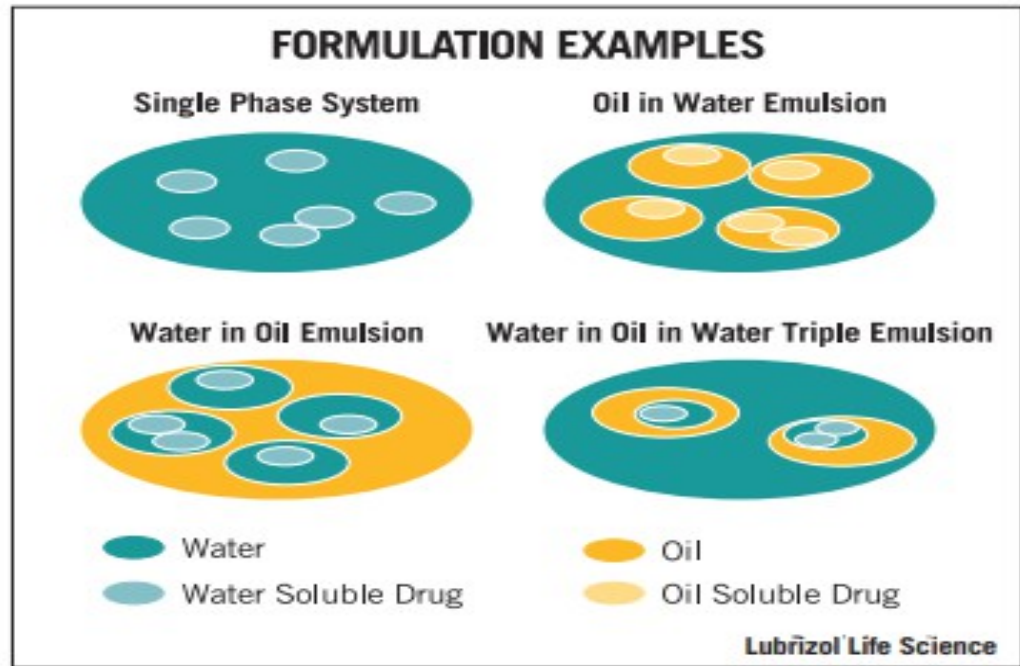 FORMULATION EXAMPLES
Single Phase System
Oil in Water Emulsion
Water in Oil Emulsion
Water in Oil in Water Triple Emulsion
Water
Oil
Water Soluble Drug
Oil Soluble Drug
Lubrizol Life Science